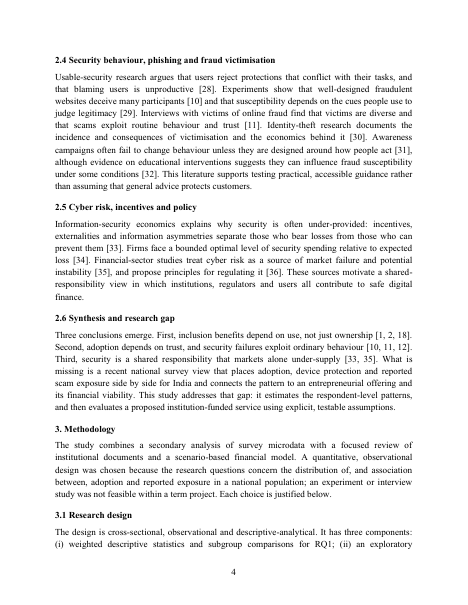 2.4 Security behaviour, phishing and fraud victimisation
Usable-security research argues that users reject protections that conflict with their tasks, and
that blaming users is unproductive [28]. Experiments show that well-designed fraudulent
websites deceive many participants [10] and that susceptibility depends on the cues people use to
judge legitimacy [29]. Interviews with victims of online fraud find that victims are diverse and
that scams exploit routine behaviour and trust [11]. Identity-theft research documents the
incidence and consequences of victimisation and the economics behind it [30]. Awareness
campaigns often fail to change behaviour unless they are designed around how people act [31],
although evidence on educational interventions suggests they can influence fraud susceptibility
under some conditions [32]. This literature supports testing practical, accessible guidance rather
than assuming that general advice protects customers.
2.5 Cyber risk, incentives and policy
Information-security economics explains why security is often under-provided: incentives,
externalities and information asymmetries separate those who bear losses from those who can
prevent them [33]. Firms face a bounded optimal level of security spending relative to expected
loss [34]. Financial-sector studies treat cyber risk as a source of market failure and potential
instability [35], and propose principles for regulating it [36]. These sources motivate a shared-
responsibility view in which institutions, regulators and users all contribute to safe digital
finance.
2.6 Synthesis and research gap
Three conclusions emerge. First, inclusion benefits depend on use, not just ownership [1, 2, 18].
Second, adoption depends on trust, and security failures exploit ordinary behaviour [10, 11, 12].
Third, security is a shared responsibility that markets alone under-supply [33, 35]. What is
missing is a recent national survey view that places adoption, device protection and reported
scam exposure side by side for India and connects the pattern to an entrepreneurial offering and
its financial viability. This study addresses that gap: it estimates the respondent-level patterns,
and then evaluates a proposed institution-funded service using explicit, testable assumptions.
3. Methodology
The study combines a secondary analysis of survey microdata with a focused review of
institutional documents and a scenario-based financial model. A quantitative, observational
design was chosen because the research questions concern the distribution of, and association
between, adoption and reported exposure in a national population; an experiment or interview
study was not feasible within a term project. Each choice is justified below.
3.1 Research design
The design is cross-sectional, observational and descriptive-analytical. It has three components:
(i) weighted descriptive statistics and subgroup comparisons for RQ1; (ii) an exploratory
4